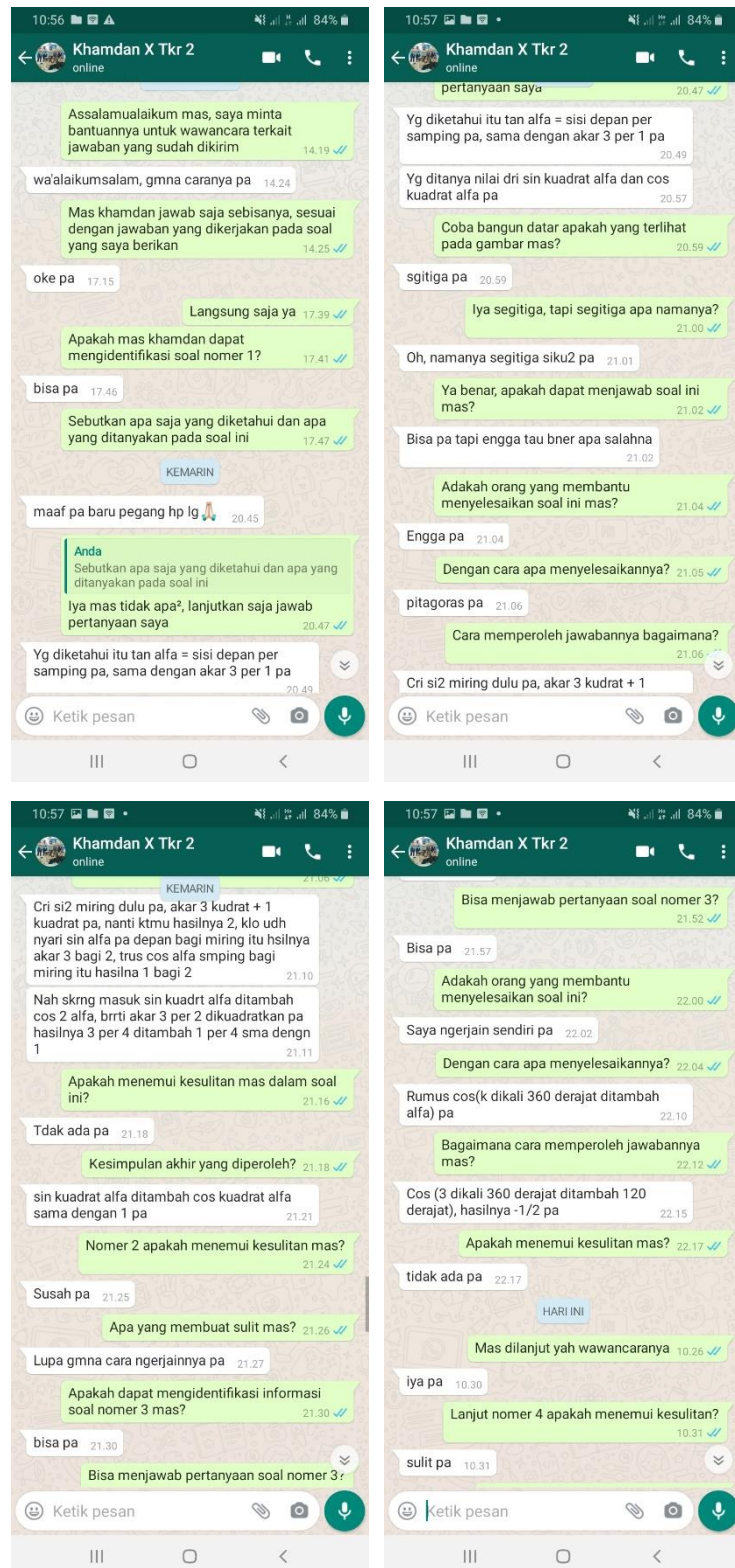 10:56 84%
Khamdan X Tkr 2
online
Assalamualaikum mas, saya minta
bantuannya untuk wawancara terkait
jawaban yang sudah dikirim 14.19
wa'alaikumsalam, gmna caranya pa 14.24
Mas khamdan jawab saja sebisanya, sesuai
dengan jawaban yang dikerjakan pada soal
yang saya berikan 14.25
oke pa 17.15
Langsung saja ya 17.39
Apakah mas khamdan dapat
mengidentifikasi soal nomer 1? 17.41
bisa pa 17.46
Sebutkan apa saja yang diketahui dan apa
yang ditanyakan pada soal ini 17.47
KEMARIN
maaf pa baru pegang hp lg🙏🏻 20.45
Anda
Sebutkan apa saja yang diketahui dan apa yang
ditanyakan pada soal ini
Iya mas tidak apa², lanjutkan saja jawab
pertanyaan saya 20.47
Yg diketahui itu tan alfa = sisi depan per
samping pa, sama dengan akar 3 per 1 pa
20.49
Ketik pesan
10:57 84%
Khamdan X Tkr 2
online
pertanyaan saya 20.47
Yg diketahui itu tan alfa = sisi depan per
samping pa, sama dengan akar 3 per 1 pa
20.49
Yg ditanya nilai dri sin kuadrat alfa dan cos
kuadrat alfa pa 20.57
Coba bangun datar apakah yang terlihat
pada gambar mas? 20.59
sgitiga pa 20.59
Iya segitiga, tapi segitiga apa namanya?
21.00
Oh, namanya segitiga siku2 pa 21.01
Ya benar, apakah dapat menjawab soal ini
mas? 21.02
Bisa pa tapi engga tau bner apa salahna
21.02
Adakah orang yang membantu
menyelesaikan soal ini mas? 21.04
Engga pa 21.04
Dengan cara apa menyelesaikannya? 21.05
pitagoras pa 21.06
Cara memperoleh jawabannya bagaimana?
21.06
Cri si2 miring dulu pa, akar 3 kudrat + 1
Ketik pesan
10:57 84%
Khamdan X Tkr 2
online
21.06
KEMARIN
Cri si2 miring dulu pa, akar 3 kudrat + 1
kuadrat pa, nanti ktmu hasilnya 2, klo udh
nyari sin alfa pa depan bagi miring itu hsilnya
akar 3 bagi 2, trus cos alfa smping bagi
miring itu hasilna 1 bagi 2 21.10
Nah skrng masuk sin kuadrt alfa ditambah
cos 2 alfa, brrti akar 3 per 2 dikuadratkan pa
hasilnya 3 per 4 ditambah 1 per 4 sma dengn
1 21.11
Apakah menemui kesulitan mas dalam soal
ini? 21.16
Tdak ada pa 21.18
Kesimpulan akhir yang diperoleh? 21.18
sin kuadrat alfa ditambah cos kuadrat alfa
sama dengan 1 pa 21.21
Nomer 2 apakah menemui kesulitan mas?
21.24
Susah pa 21.25
Apa yang membuat sulit mas? 21.26
Lupa gmna cara ngerjainnya pa 21.27
Apakah dapat mengidentifikasi informasi
soal nomer 3 mas? 21.30
bisa pa 21.30
Bisa menjawab pertanyaan soal nomer 3?
Ketik pesan
10:57 84%
Khamdan X Tkr 2
online
Bisa menjawab pertanyaan soal nomer 3?
21.52
Bisa pa 21.57
Adakah orang yang membantu
menyelesaikan soal ini? 22.00
Saya ngerjain sendiri pa 22.02
Dengan cara apa menyelesaikannya? 22.04
Rumus cos(k dikali 360 derajat ditambah
alfa) pa 22.10
Bagaimana cara memperoleh jawabannya
mas? 22.12
Cos (3 dikali 360 derajat ditambah 120
derajat), hasilnya -1/2 pa 22.15
Apakah menemui kesulitan mas? 22.17
tidak ada pa 22.17
HARI INI
Mas dilanjut yah wawancaranya 10.26
iya pa 10.30
Lanjut nomer 4 apakah menemui kesulitan?
10.31
sulit pa 10.31
Ketik pesan